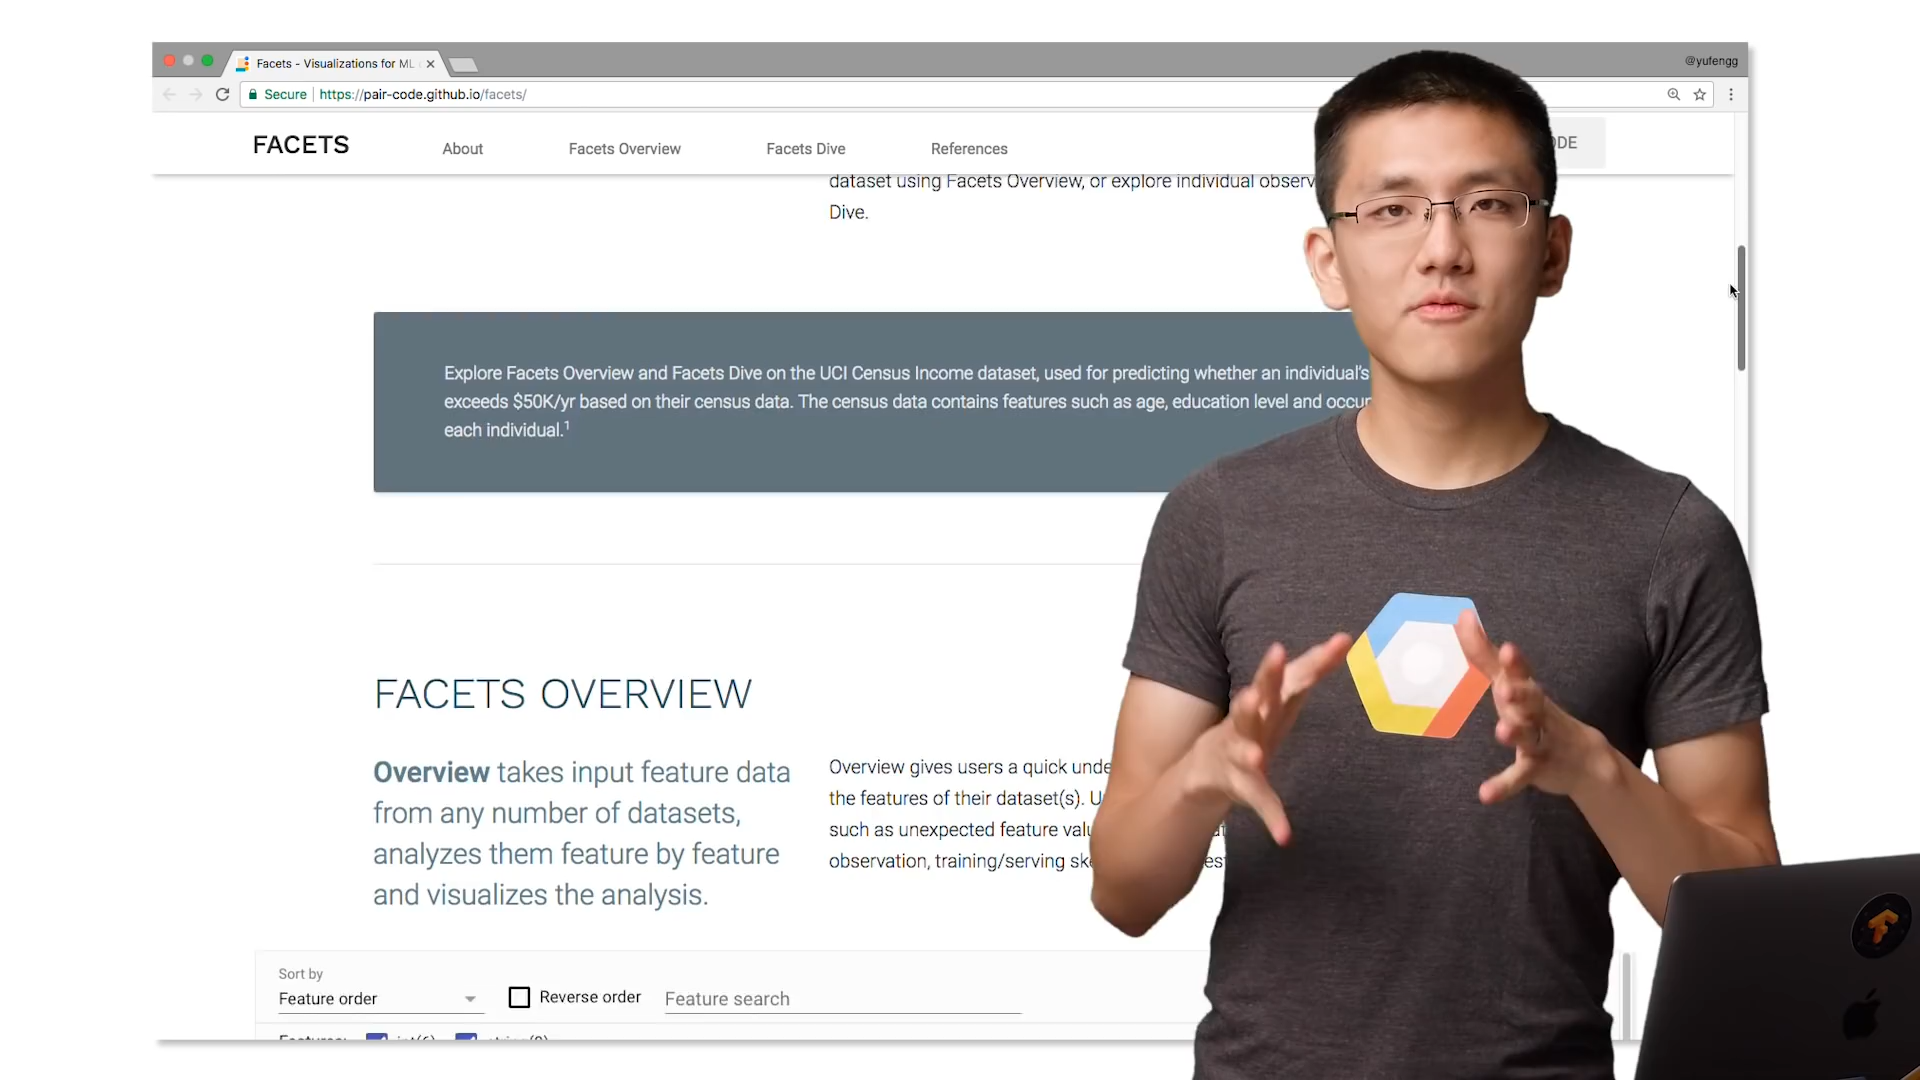 Facets - Visualizations for ML
@yufengg
Secure https://pair-code.github.io/facets/
FACETS
About
Facets Overview
Facets Dive
References
dataset using Facets Overview, or explore individual
Dive.
Explore Facets Overview and Facets Dive on the UCI Census Income dataset, used for predicting whether an individual's
exceeds $50K/yr based on their census data. The census data contains features such as age, education level and
each individual.1
FACETS OVERVIEW
Overview takes input feature data
from any number of datasets,
analyzes them feature by feature
and visualizes the analysis.
Overview gives users a quick
the features of their dataset(s).
such as unexpected feature
observation, training/serving
Sort by
Feature order
Reverse order
Feature search